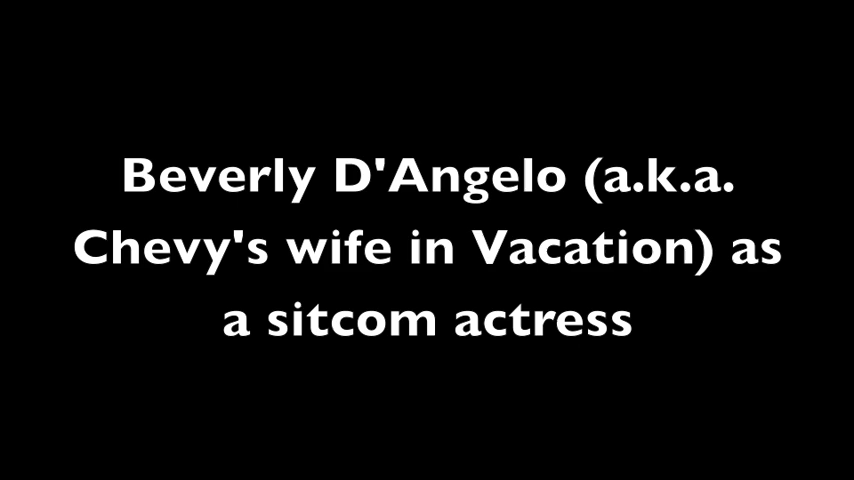 Beverly D'Angelo (a.k.a.
Chevy's wife in Vacation) as
a sitcom actress